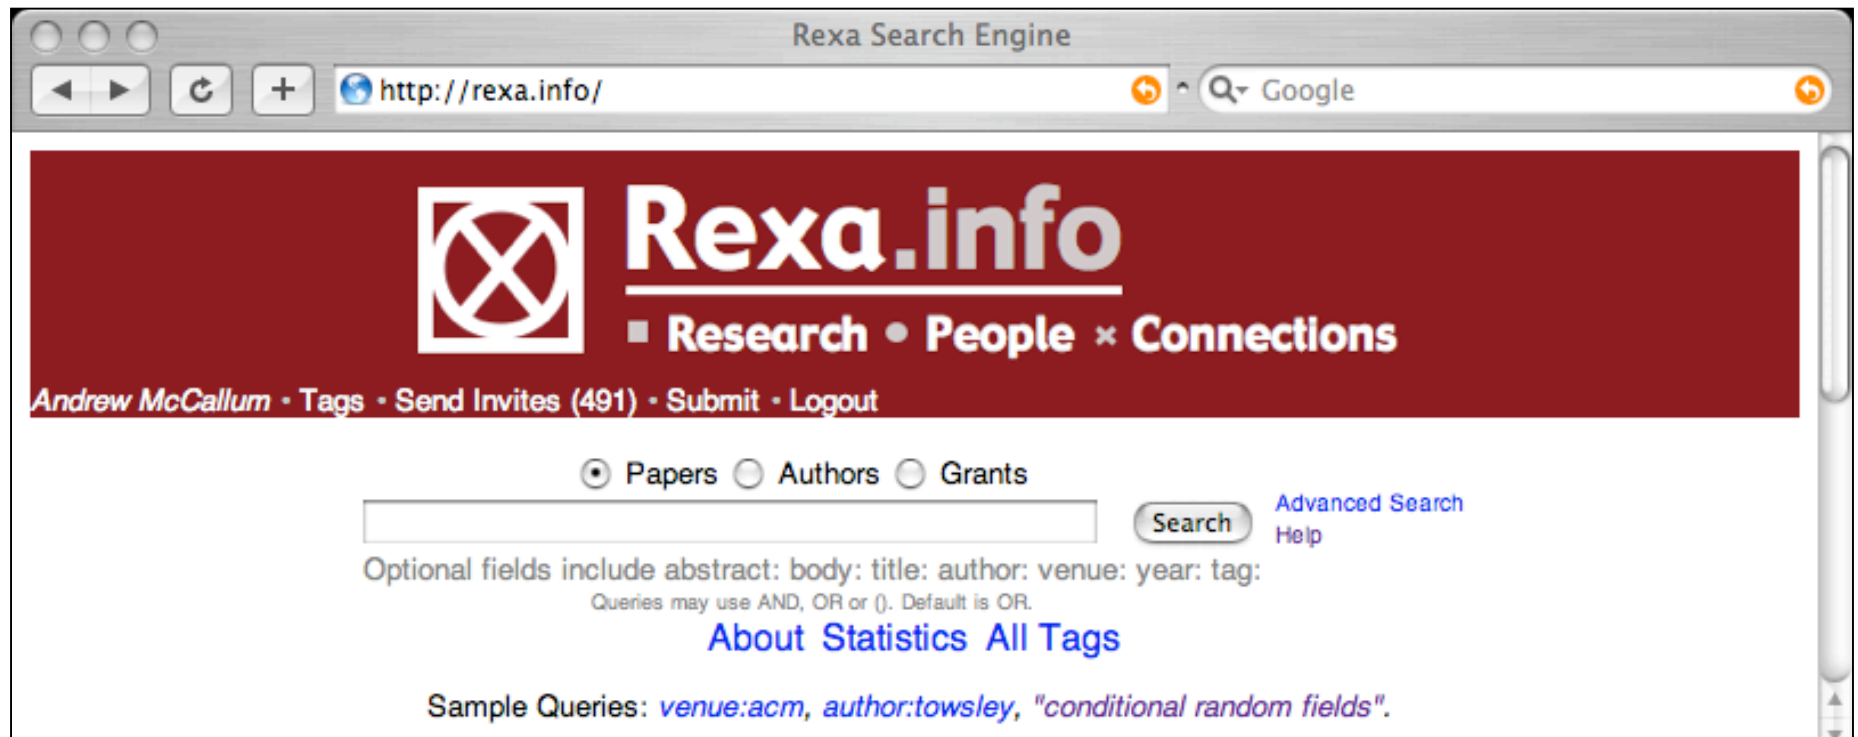 Rexa Search Engine
http://rexa.info/ Google
Rexa.info
Research • People × Connections
Andrew McCallum • Tags • Send Invites (491) • Submit • Logout
Papers Authors Grants
Search
Advanced Search
Help
Optional fields include abstract: body: title: author: venue: year: tag:
Queries may use AND, OR or (). Default is OR.
About Statistics All Tags
Sample Queries: venue:acm, author:towsley, "conditional random fields".